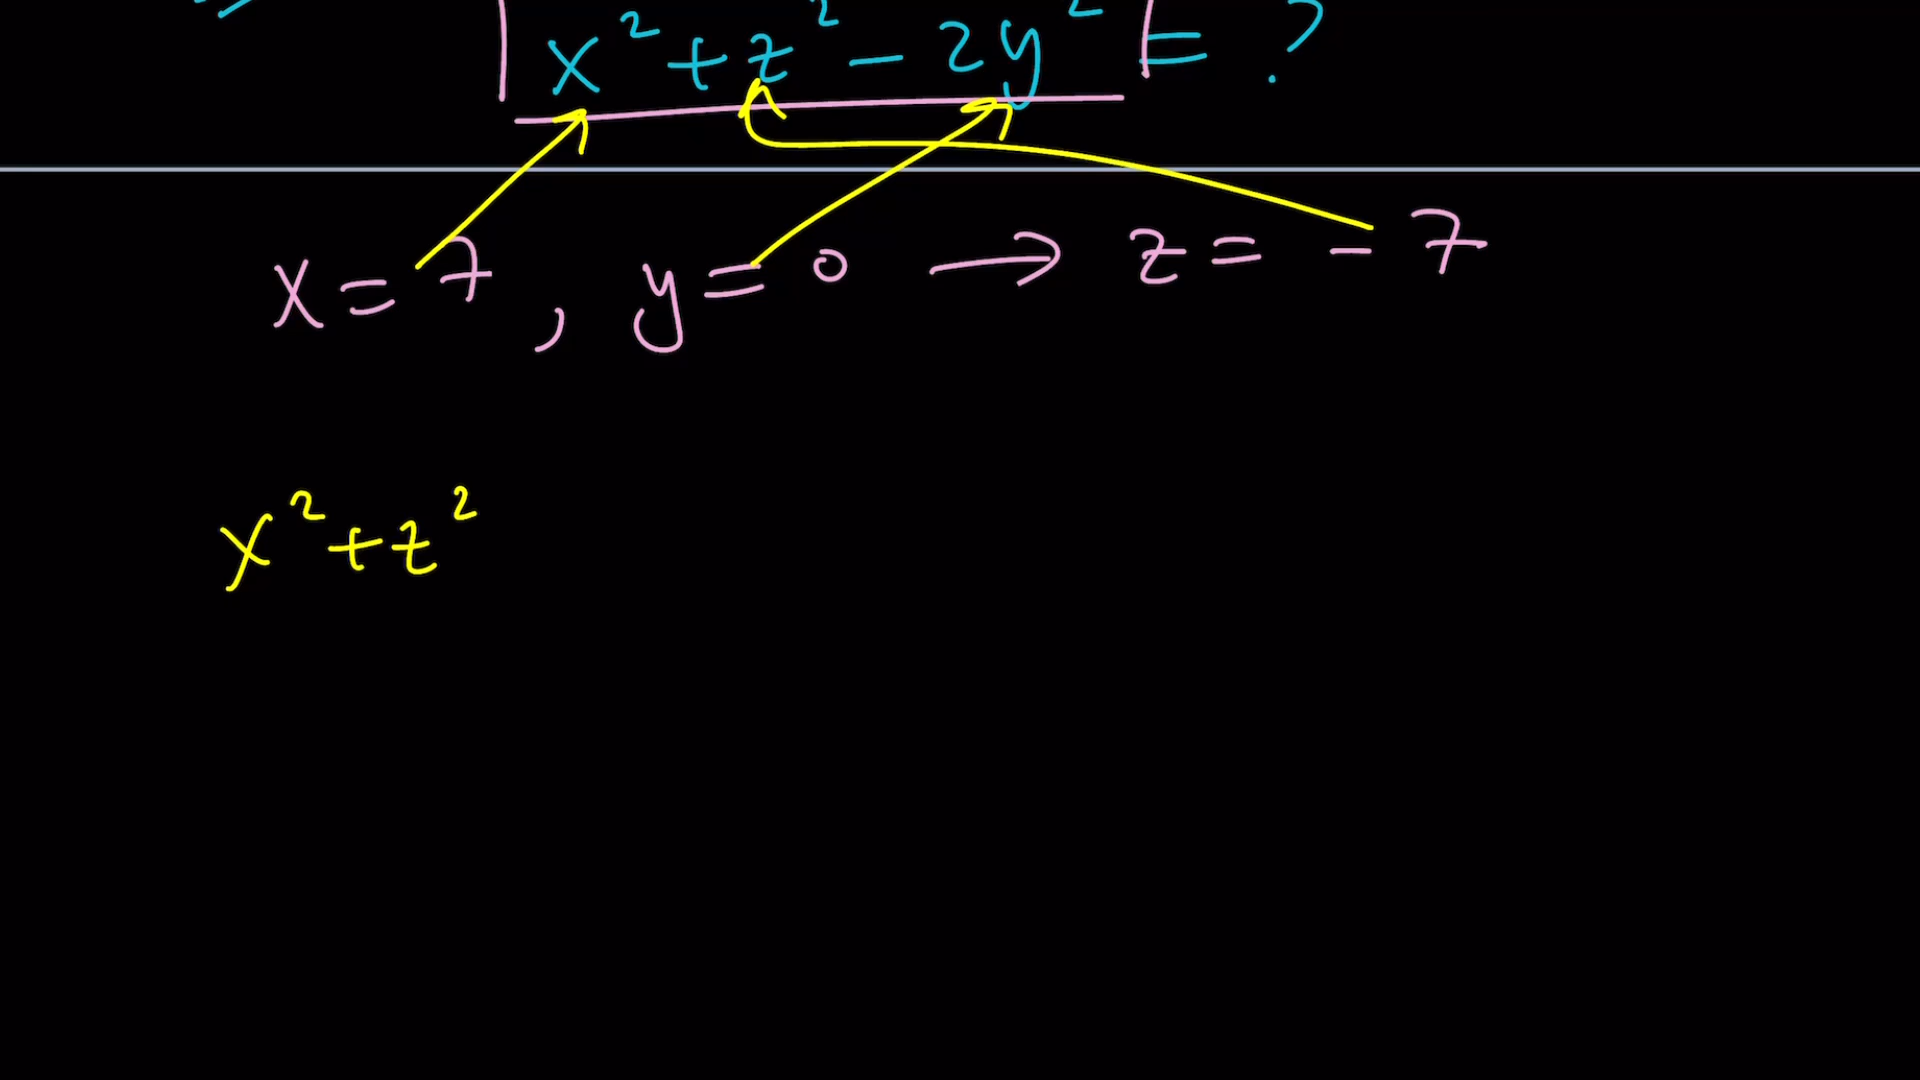 x² + z² − 2y² = ?
x = 7 , y = 0 → z = − 7
x² + z²